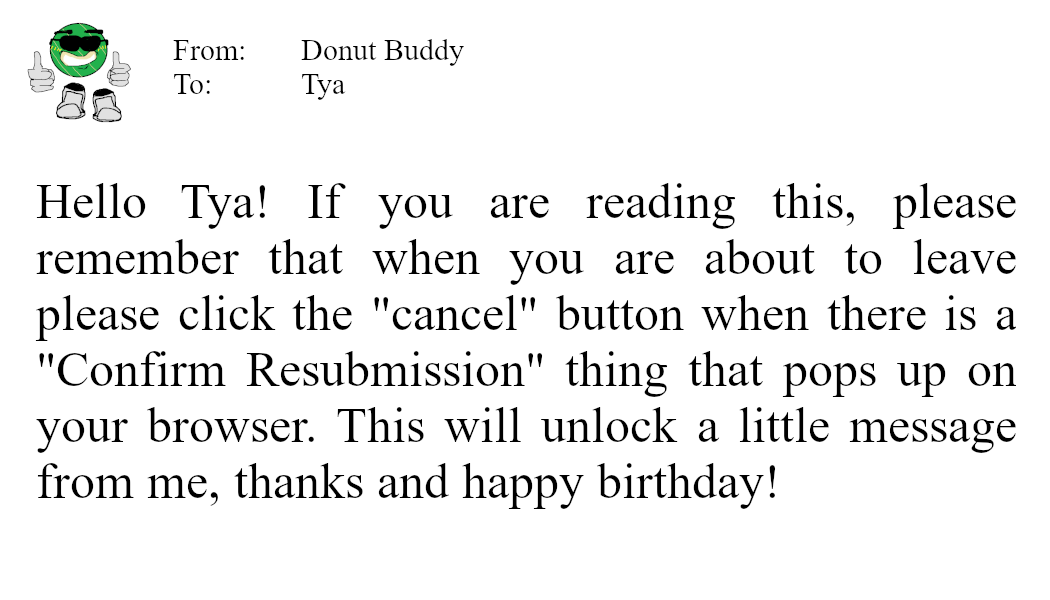 From: Donut Buddy
To: Tya
Hello Tya! If you are reading this, please
remember that when you are about to leave
please click the "cancel" button when there is a
"Confirm Resubmission" thing that pops up on
your browser. This will unlock a little message
from me, thanks and happy birthday!